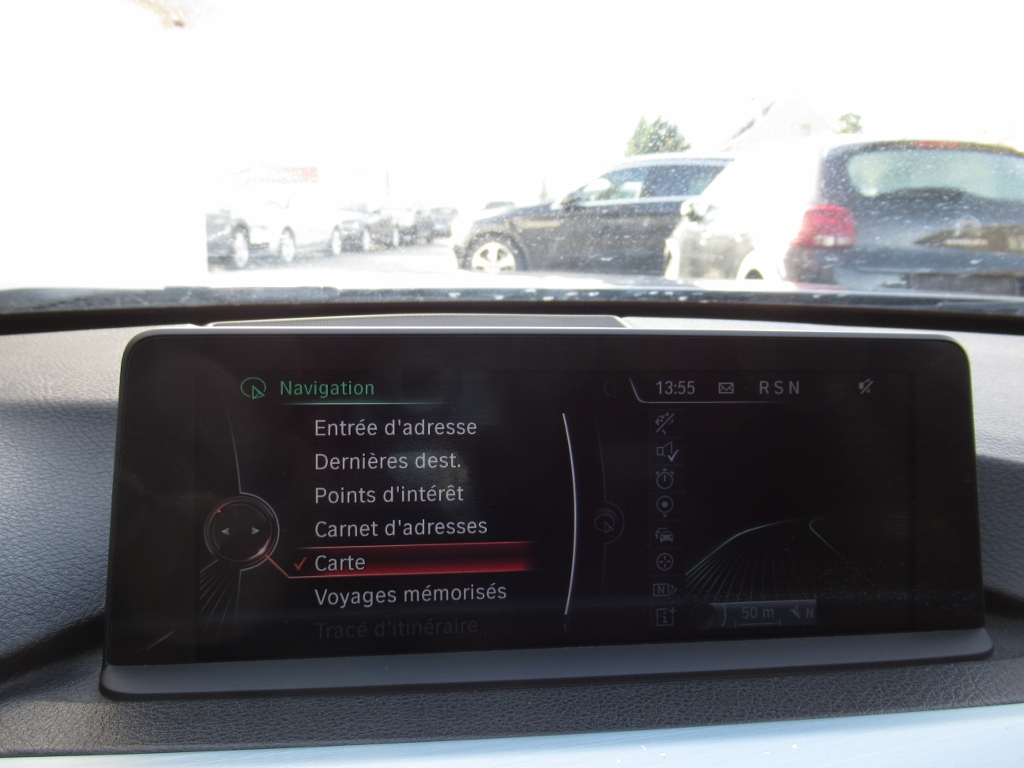 Navigation
13:55 RSN
Entrée d'adresse
Dernières dest.
Points d'intérêt
Carnet d'adresses
Carte
Voyages mémorisés
Tracé d'itinéraire
50 m N